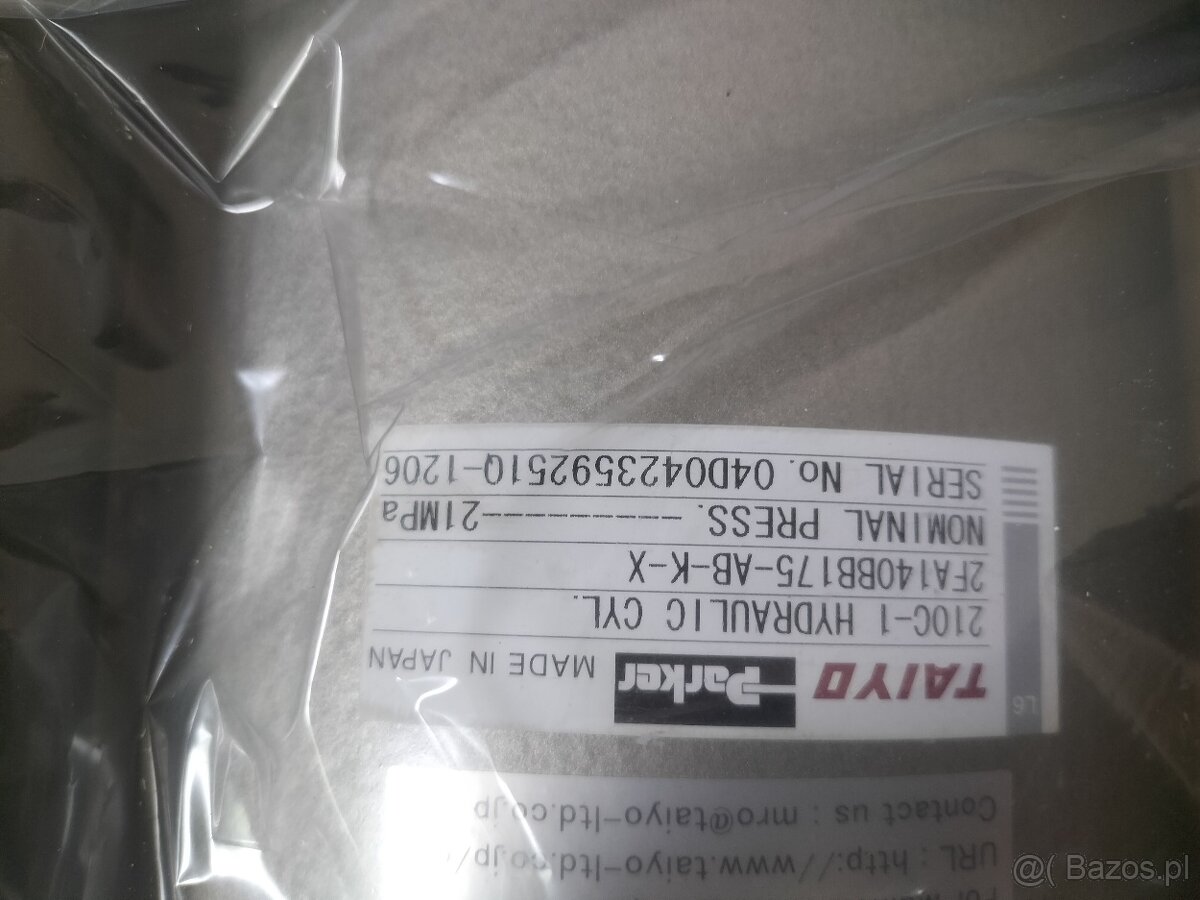 URL : http://www.taiyo-ltd.co.jp/
Contact us : mro@taiyo-ltd.co.jp
L6
TAIYO Parker MADE IN JAPAN
210C-1 HYDRAULIC CYL.
2FA140BB175-AB-K-X
NOMINAL PRESS. ------21MPa
SERIAL No. 04D042359251Q-1206
@( Bazos.pl